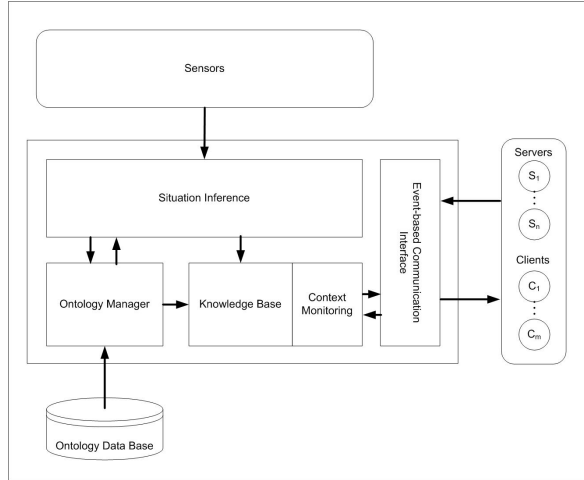 Sensors
Situation Inference
Event-based Communication
Interface
Servers
S1
Sn
Clients
C1
Cm
Ontology Manager
Knowledge Base
Context
Monitoring
Ontology Data Base